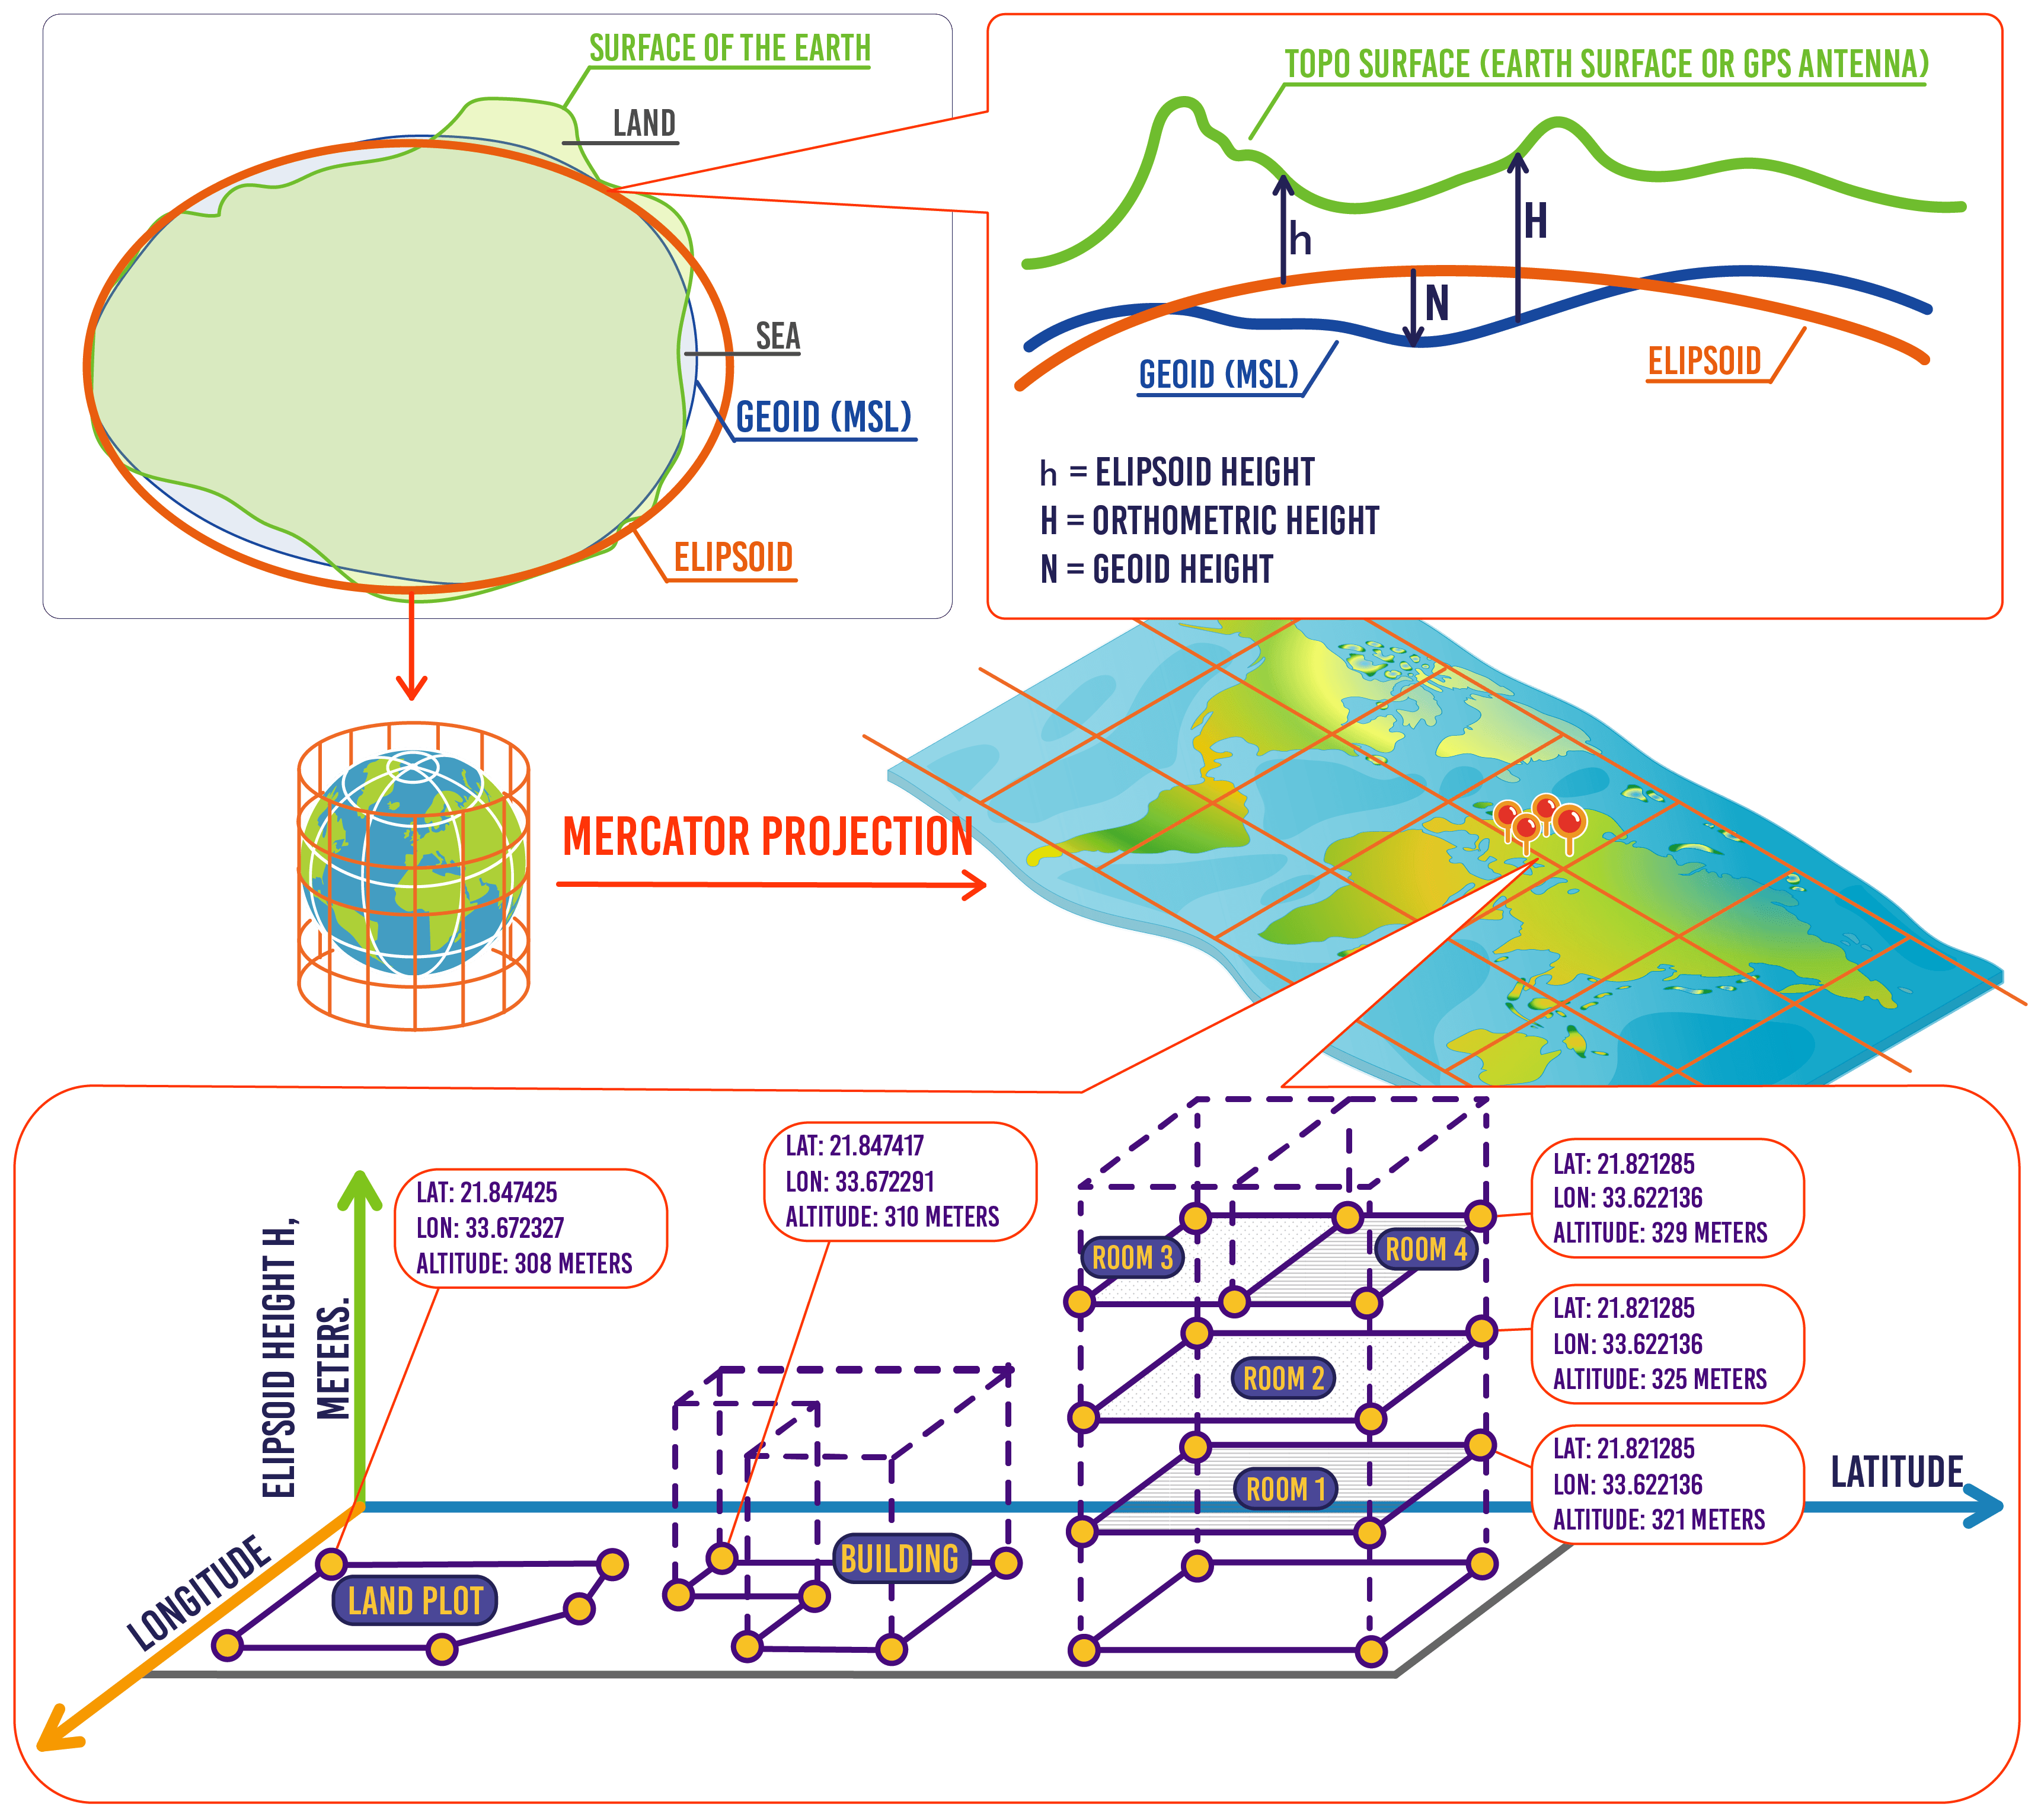 SURFACE OF THE EARTH
LAND
SEA
GEOID (MSL)
ELIPSOID
TOPO SURFACE (EARTH SURFACE OR GPS ANTENNA)
h
H
N
GEOID (MSL)
ELIPSOID
h = ELIPSOID HEIGHT
H = ORTHOMETRIC HEIGHT
N = GEOID HEIGHT
MERCATOR PROJECTION
ELIPSOID HEIGHT H,
METERS.
LAT: 21.847425
LON: 33.672327
ALTITUDE: 308 METERS
LAT: 21.847417
LON: 33.672291
ALTITUDE: 310 METERS
LAT: 21.821285
LON: 33.622136
ALTITUDE: 329 METERS
ROOM 3
ROOM 4
LAT: 21.821285
LON: 33.622136
ALTITUDE: 325 METERS
ROOM 2
LAT: 21.821285
LON: 33.622136
ALTITUDE: 321 METERS
ROOM 1
LATITUDE
LONGITUDE
LAND PLOT
BUILDING